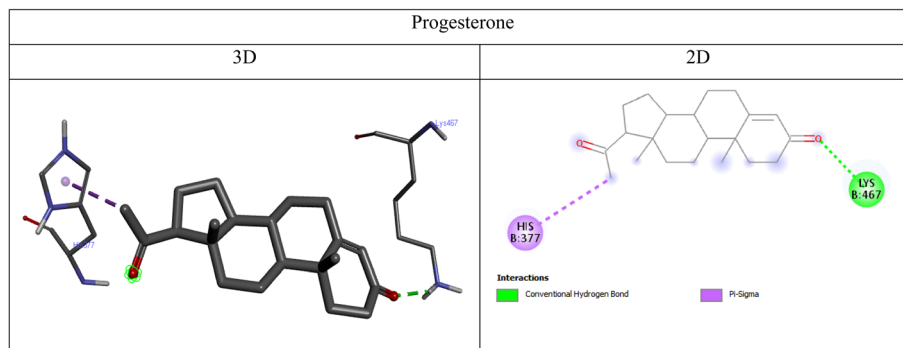 Progesterone
3D
2D
Lys467
O
O
LYS
B:467
HIS
B:377
Interactions
Conventional Hydrogen Bond
Pi-Sigma